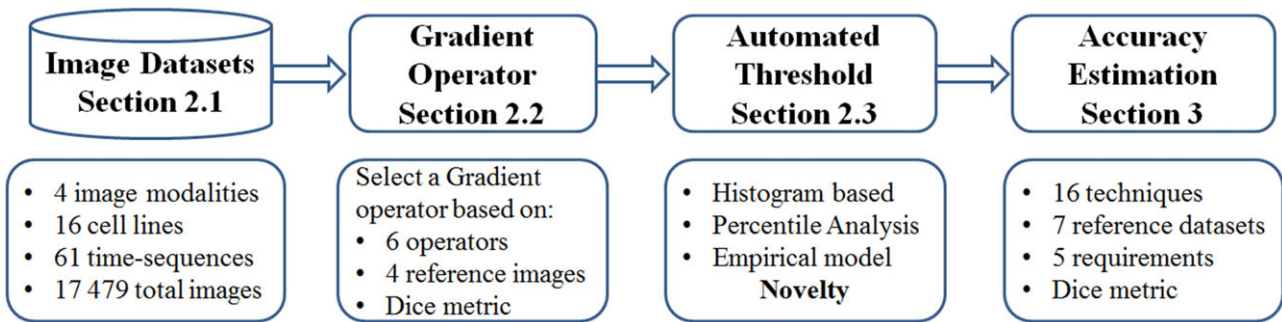 Image Datasets
Section 2.1
Gradient
Operator
Section 2.2
Automated
Threshold
Section 2.3
Accuracy
Estimation
Section 3
• 4 image modalities
• 16 cell lines
• 61 time-sequences
• 17 479 total images
Select a Gradient
operator based on:
• 6 operators
• 4 reference images
• Dice metric
• Histogram based
• Percentile Analysis
• Empirical model
Novelty
• 16 techniques
• 7 reference datasets
• 5 requirements
• Dice metric